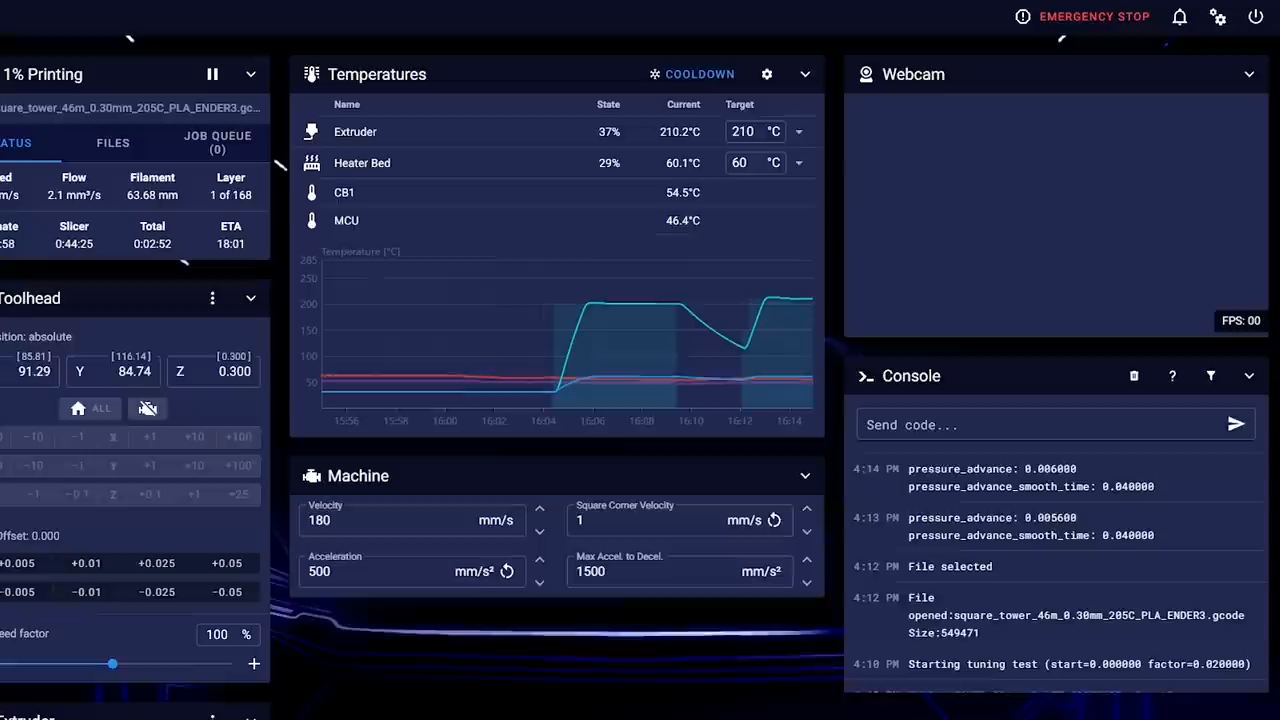 EMERGENCY STOP
1% Printing
uare_tower_46m_0.30mm_205C_PLA_ENDER3.gc...
ATUS FILES JOB QUEUE (0)
ed Flow Filament Layer
m/s 2.1 mm³/s 63.68 mm 1 of 168
nate Slicer Total ETA
:58 0:44:25 0:02:52 18:01
Toolhead
sition: absolute
[85.81] [116.14] [0.300]
91.29 Y 84.74 Z 0.300
ALL
-10 -1 X +1 +10 +100
-10 -1 Y +1 +10 +100
-1 -0.1 Z +0.1 +1 +25
Offset: 0.000
+0.005 +0.01 +0.025 +0.05
-0.005 -0.01 -0.025 -0.05
eed factor 100 %
Extruder
Temperatures COOLDOWN
Name State Current Target
Extruder 37% 210.2°C 210 °C
Heater Bed 29% 60.1°C 60 °C
CB1 54.5°C
MCU 46.4°C
Temperature [°C]
285
250
200
150
100
50
15:56 15:58 16:00 16:02 16:04 16:06 16:08 16:10 16:12 16:14
Machine
Velocity Square Corner Velocity
180 mm/s 1 mm/s
Acceleration Max Accel. to Decel.
500 mm/s² 1500 mm/s²
Webcam
FPS: 00
Console
Send code...
4:14 PM pressure_advance: 0.006000
pressure_advance_smooth_time: 0.040000
4:13 PM pressure_advance: 0.005600
pressure_advance_smooth_time: 0.040000
4:12 PM File selected
4:12 PM File
opened:square_tower_46m_0.30mm_205C_PLA_ENDER3.gcode
Size:549471
4:10 PM Starting tuning test (start=0.000000 factor=0.020000)